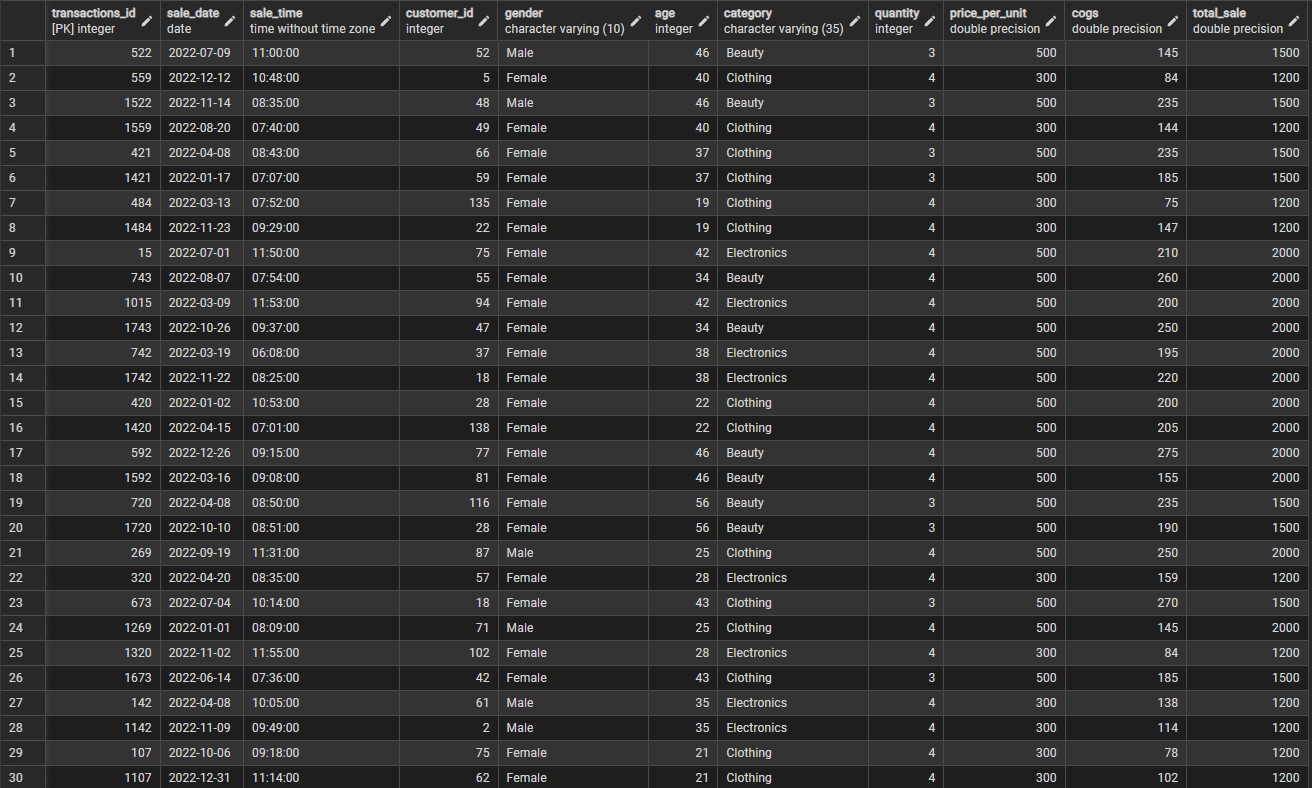 transactions_id sale_date sale_time customer_id gender age category quantity price_per_unit cogs total_sale
[PK] integer date time without time zone integer character varying (10) integer character varying (35) integer double precision double precision double precision
1 522 2022-07-09 11:00:00 52 Male 46 Beauty 3 500 145 1500
2 559 2022-12-12 10:48:00 5 Female 40 Clothing 4 300 84 1200
3 1522 2022-11-14 08:35:00 48 Male 46 Beauty 3 500 235 1500
4 1559 2022-08-20 07:40:00 49 Female 40 Clothing 4 300 144 1200
5 421 2022-04-08 08:43:00 66 Female 37 Clothing 3 500 235 1500
6 1421 2022-01-17 07:07:00 59 Female 37 Clothing 3 500 185 1500
7 484 2022-03-13 07:52:00 135 Female 19 Clothing 4 300 75 1200
8 1484 2022-11-23 09:29:00 22 Female 19 Clothing 4 300 147 1200
9 15 2022-07-01 11:50:00 75 Female 42 Electronics 4 500 210 2000
10 743 2022-08-07 07:54:00 55 Female 34 Beauty 4 500 260 2000
11 1015 2022-03-09 11:53:00 94 Female 42 Electronics 4 500 200 2000
12 1743 2022-10-26 09:37:00 47 Female 34 Beauty 4 500 250 2000
13 742 2022-03-19 06:08:00 37 Female 38 Electronics 4 500 195 2000
14 1742 2022-11-22 08:25:00 18 Female 38 Electronics 4 500 220 2000
15 420 2022-01-02 10:53:00 28 Female 22 Clothing 4 500 200 2000
16 1420 2022-04-15 07:01:00 138 Female 22 Clothing 4 500 205 2000
17 592 2022-12-26 09:15:00 77 Female 46 Beauty 4 500 275 2000
18 1592 2022-03-16 09:08:00 81 Female 46 Beauty 4 500 155 2000
19 720 2022-04-08 08:50:00 116 Female 56 Beauty 3 500 235 1500
20 1720 2022-10-10 08:51:00 28 Female 56 Beauty 3 500 190 1500
21 269 2022-09-19 11:31:00 87 Male 25 Clothing 4 500 250 2000
22 320 2022-04-20 08:35:00 57 Female 28 Electronics 4 300 159 1200
23 673 2022-07-04 10:14:00 18 Female 43 Clothing 3 500 270 1500
24 1269 2022-01-01 08:09:00 71 Male 25 Clothing 4 500 145 2000
25 1320 2022-11-02 11:55:00 102 Female 28 Electronics 4 300 84 1200
26 1673 2022-06-14 07:36:00 42 Female 43 Clothing 3 500 185 1500
27 142 2022-04-08 10:05:00 61 Male 35 Electronics 4 300 138 1200
28 1142 2022-11-09 09:49:00 2 Male 35 Electronics 4 300 114 1200
29 107 2022-10-06 09:18:00 75 Female 21 Clothing 4 300 78 1200
30 1107 2022-12-31 11:14:00 62 Female 21 Clothing 4 300 102 1200